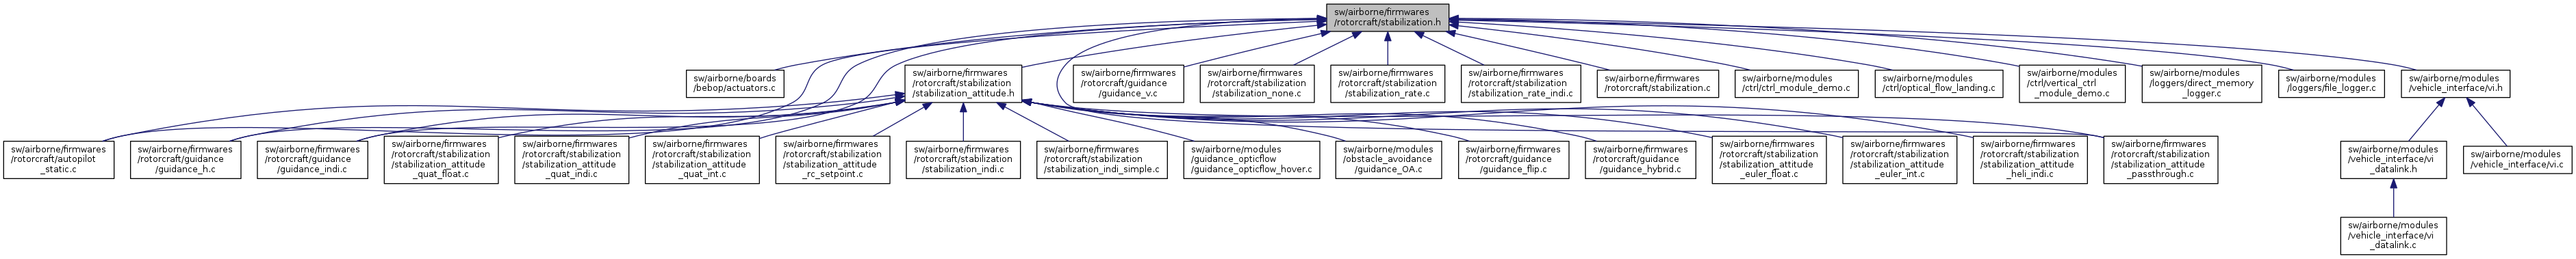 sw/airborne/firmwares
/rotorcraft/stabilization.h
sw/airborne/boards
/bebop/actuators.c
sw/airborne/firmwares
/rotorcraft/stabilization
/stabilization_attitude.h
sw/airborne/firmwares
/rotorcraft/guidance
/guidance_v.c
sw/airborne/firmwares
/rotorcraft/stabilization
/stabilization_none.c
sw/airborne/firmwares
/rotorcraft/stabilization
/stabilization_rate.c
sw/airborne/firmwares
/rotorcraft/stabilization
/stabilization_rate_indi.c
sw/airborne/firmwares
/rotorcraft/stabilization.c
sw/airborne/modules
/ctrl/ctrl_module_demo.c
sw/airborne/modules
/ctrl/optical_flow_landing.c
sw/airborne/modules
/ctrl/vertical_ctrl
_module_demo.c
sw/airborne/modules
/loggers/direct_memory
_logger.c
sw/airborne/modules
/loggers/file_logger.c
sw/airborne/modules
/vehicle_interface/vi.h
sw/airborne/firmwares
/rotorcraft/autopilot
_static.c
sw/airborne/firmwares
/rotorcraft/guidance
/guidance_h.c
sw/airborne/firmwares
/rotorcraft/guidance
/guidance_indi.c
sw/airborne/firmwares
/rotorcraft/stabilization
/stabilization_attitude
_quat_float.c
sw/airborne/firmwares
/rotorcraft/stabilization
/stabilization_attitude
_quat_indi.c
sw/airborne/firmwares
/rotorcraft/stabilization
/stabilization_attitude
_quat_int.c
sw/airborne/firmwares
/rotorcraft/stabilization
/stabilization_attitude
_rc_setpoint.c
sw/airborne/firmwares
/rotorcraft/stabilization
/stabilization_indi.c
sw/airborne/firmwares
/rotorcraft/stabilization
/stabilization_indi_simple.c
sw/airborne/modules
/guidance_opticflow
/guidance_opticflow_hover.c
sw/airborne/modules
/obstacle_avoidance
/guidance_OA.c
sw/airborne/firmwares
/rotorcraft/guidance
/guidance_flip.c
sw/airborne/firmwares
/rotorcraft/guidance
/guidance_hybrid.c
sw/airborne/firmwares
/rotorcraft/stabilization
/stabilization_attitude
_euler_float.c
sw/airborne/firmwares
/rotorcraft/stabilization
/stabilization_attitude
_euler_int.c
sw/airborne/firmwares
/rotorcraft/stabilization
/stabilization_attitude
_heli_indi.c
sw/airborne/firmwares
/rotorcraft/stabilization
/stabilization_attitude
_passthrough.c
sw/airborne/modules
/vehicle_interface/vi
_datalink.h
sw/airborne/modules
/vehicle_interface/vi.c
sw/airborne/modules
/vehicle_interface/vi
_datalink.c